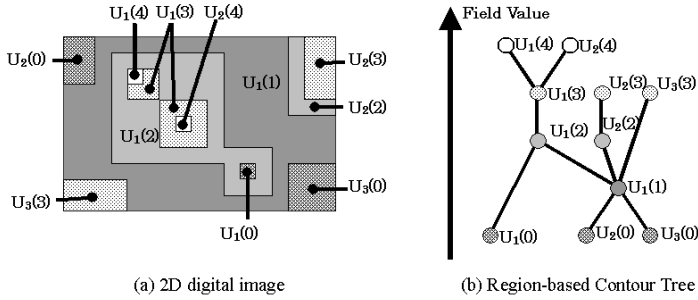 U1(4) U1(3) U2(4)
U2(0)
U1(1)
U2(3)
U2(2)
U1(2)
U3(3)
U3(0)
U1(0)
(a) 2D digital image
Field Value
U1(4) U2(4)
U1(3) U2(3) U3(3)
U1(2) U2(2)
U1(1)
U1(0) U2(0) U3(0)
(b) Region-based Contour Tree